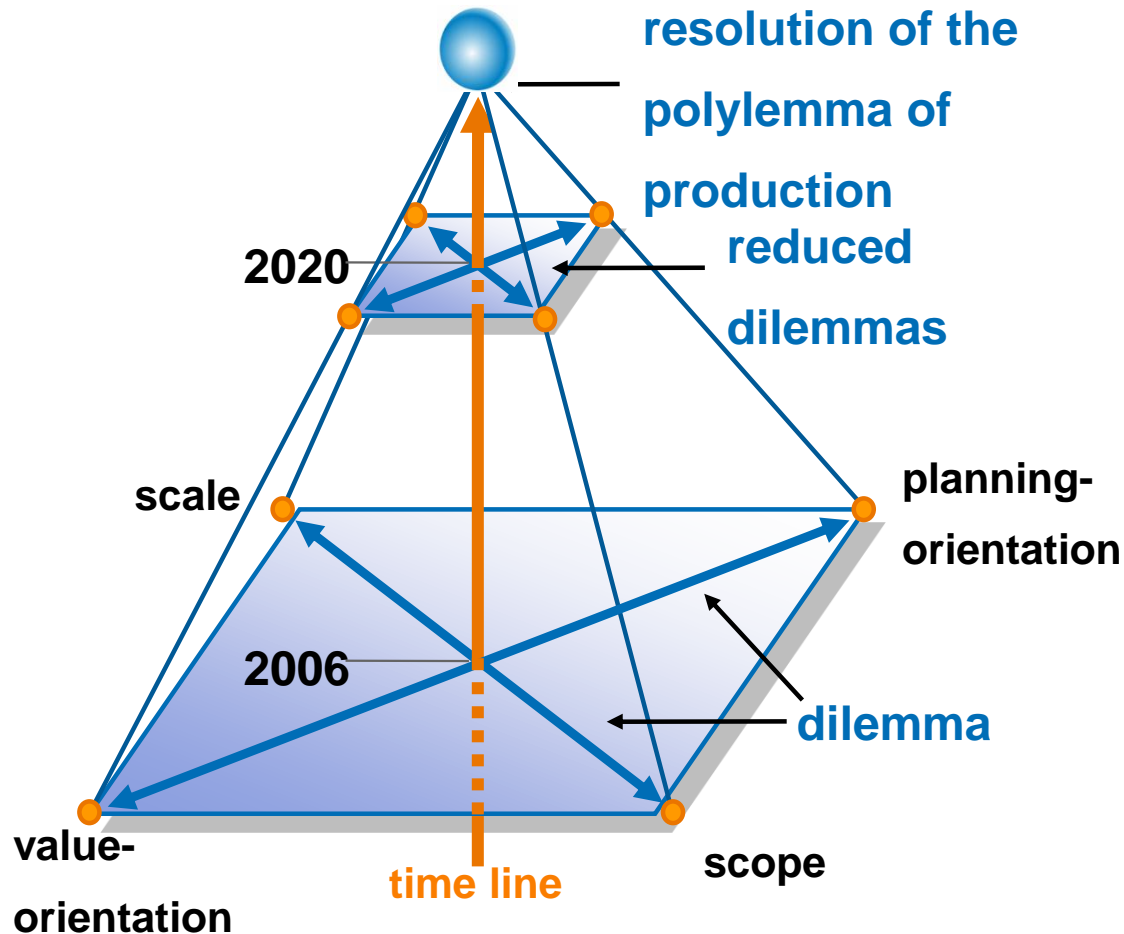 resolution of the
polylemma of
production
reduced
dilemmas
2020
scale
planning-
orientation
2006
dilemma
value-
orientation
time line
scope